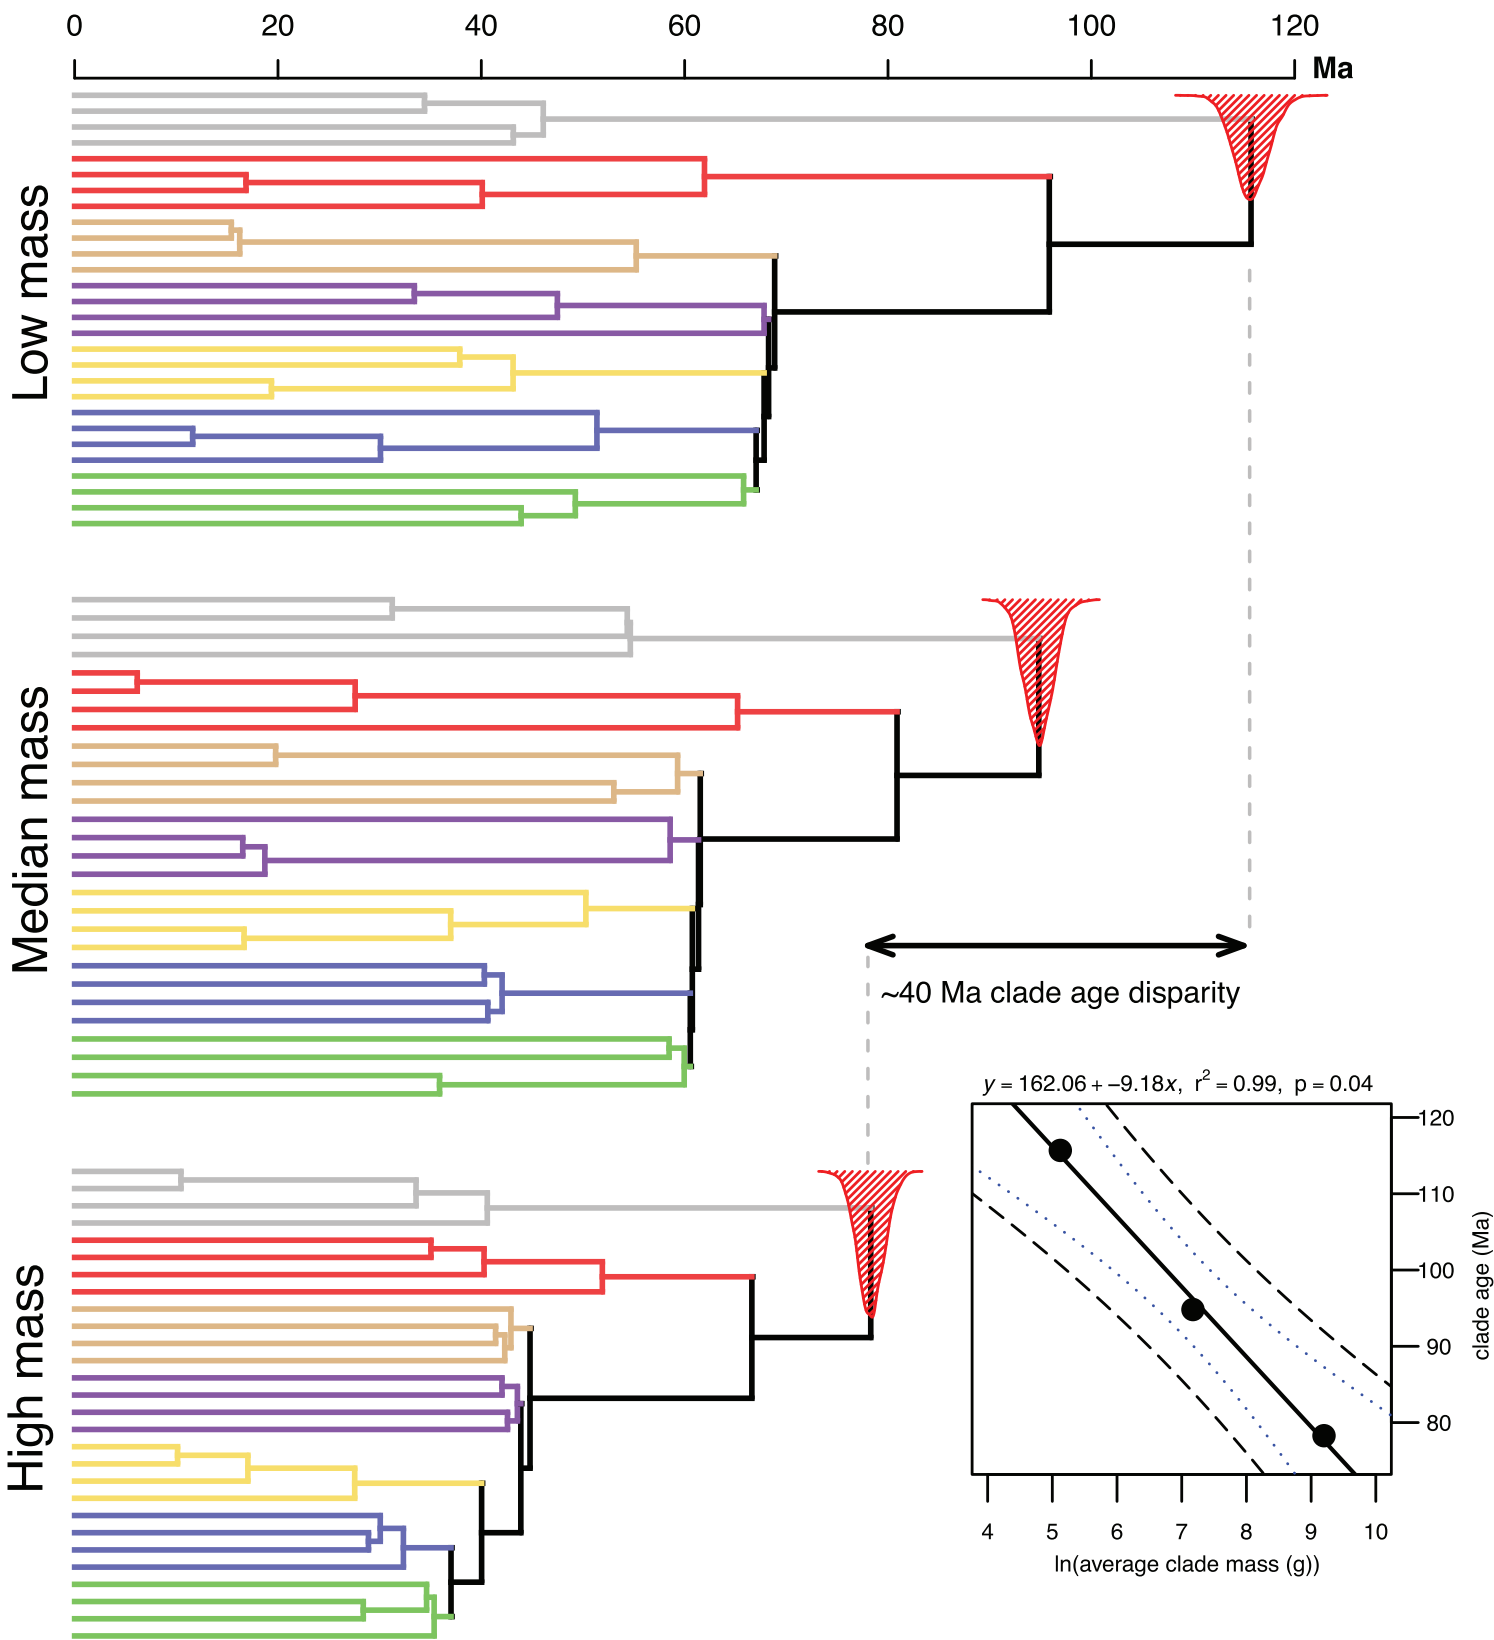 0 20 40 60 80 100 120
Ma
Low mass
Median mass
~40 Ma clade age disparity
High mass
y = 162.06 + −9.18x, r² = 0.99, p = 0.04
120
110
100
90
80
clade age (Ma)
4 5 6 7 8 9 10
ln(average clade mass (g))